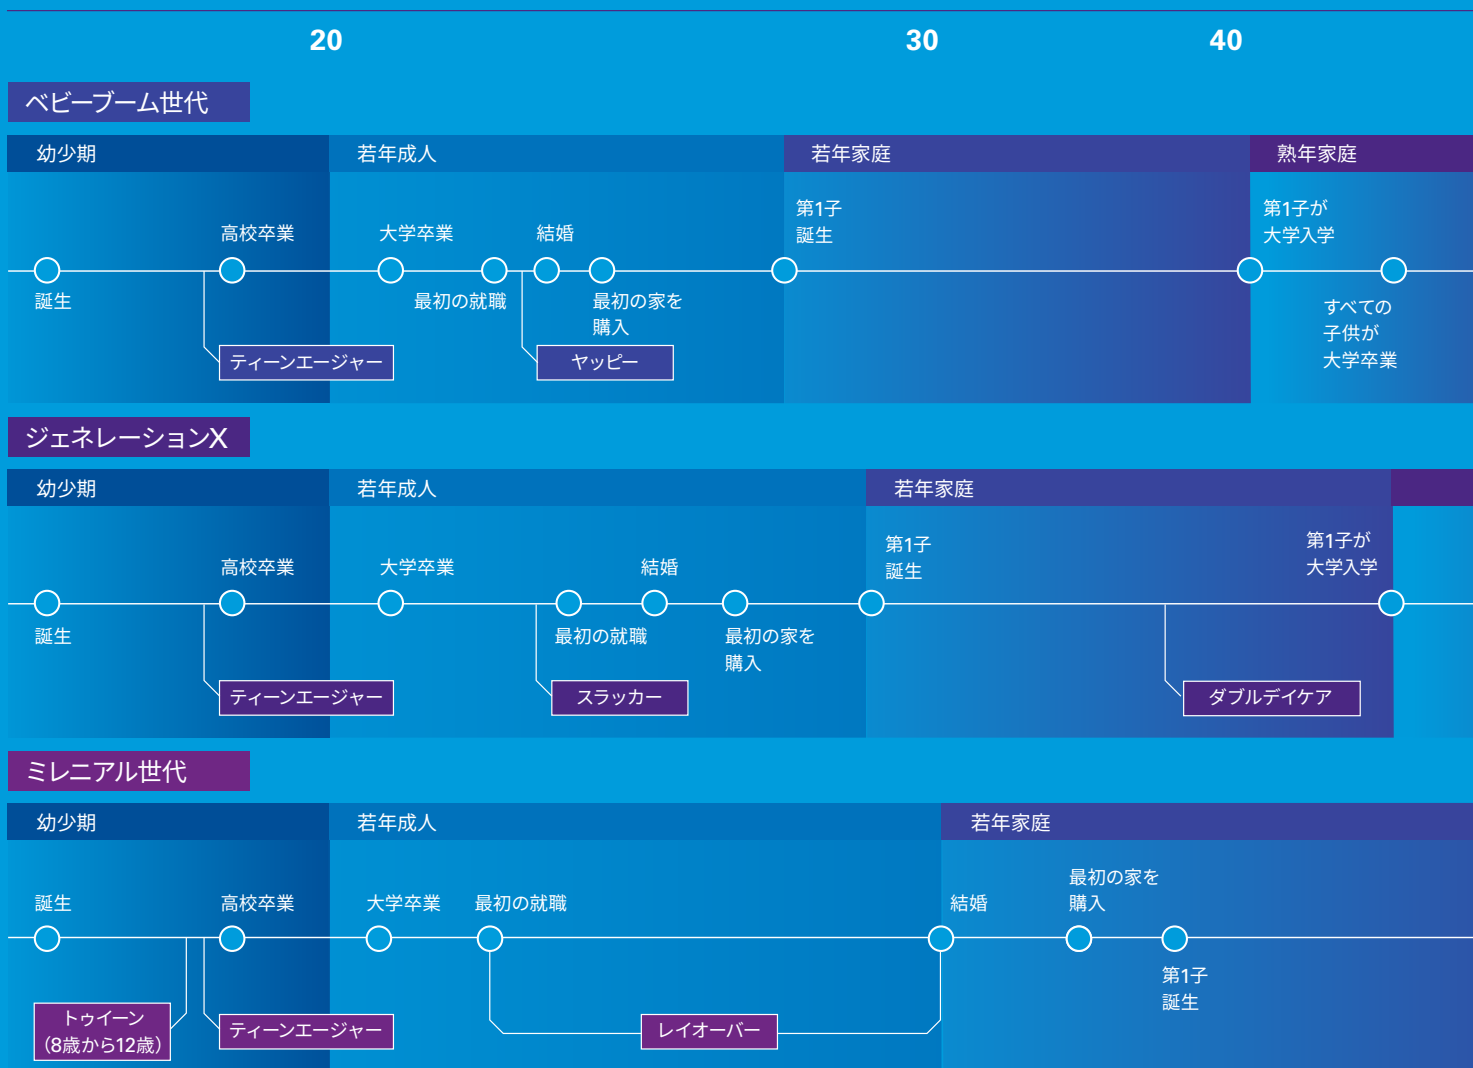 20
30
40
ベビーブーム世代
幼少期
若年成人
若年家庭
熟年家庭
第1子
誕生
第1子が
大学入学
高校卒業
大学卒業
結婚
誕生
最初の就職
最初の家を
購入
すべての
子供が
大学卒業
ティーンエージャー
ヤッピー
ジェネレーションX
幼少期
若年成人
若年家庭
第1子
誕生
第1子が
大学入学
高校卒業
大学卒業
結婚
誕生
最初の就職
最初の家を
購入
ティーンエージャー
スラッカー
ダブルデイケア
ミレニアル世代
幼少期
若年成人
若年家庭
誕生
高校卒業
大学卒業
最初の就職
結婚
最初の家を
購入
第1子
誕生
トゥイーン
(8歳から12歳)
ティーンエージャー
レイオーバー